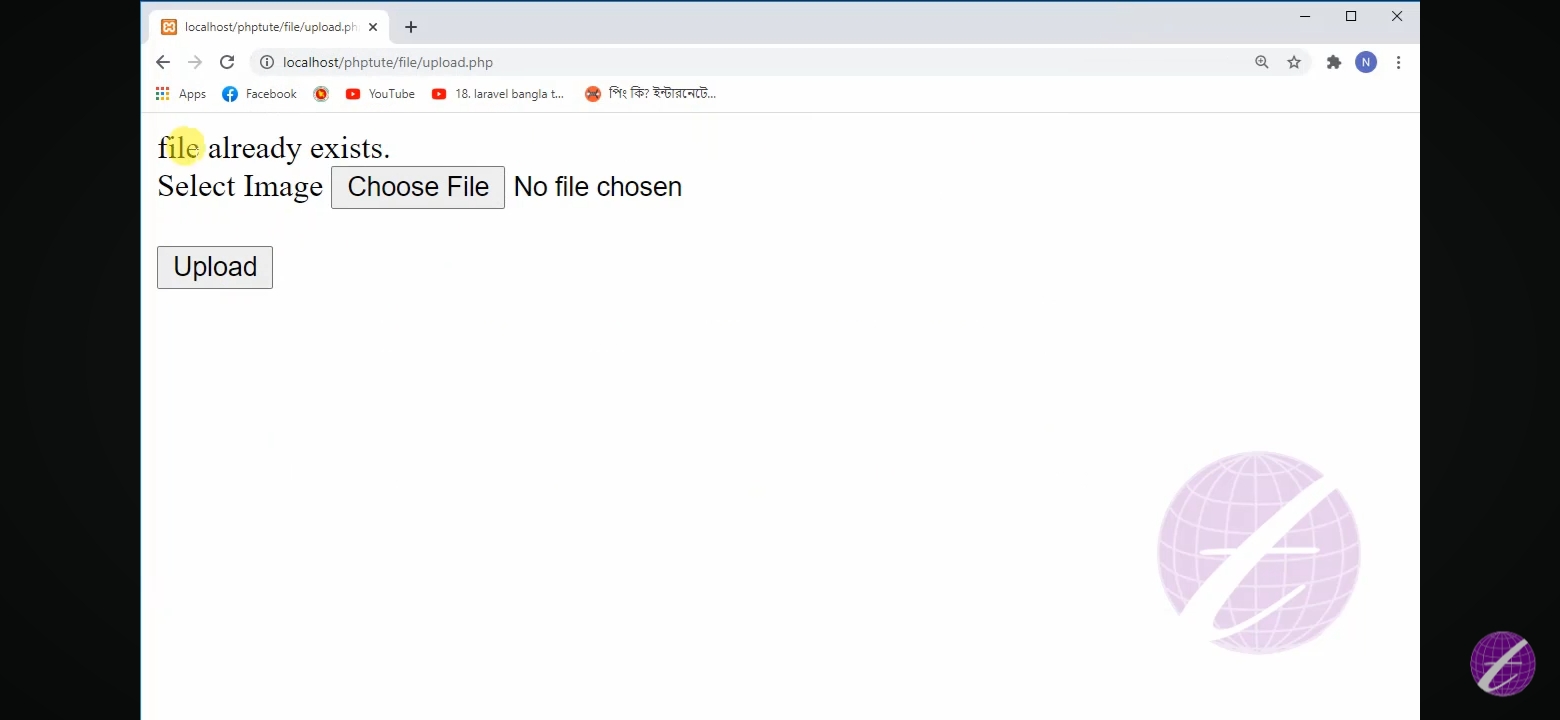 localhost/phptute/file/upload.ph
localhost/phptute/file/upload.php
N
Apps
Facebook
YouTube
18. laravel bangla t...
পিং কি? ইন্টারনেটে...
file already exists.
Select Image Choose File No file chosen
Upload